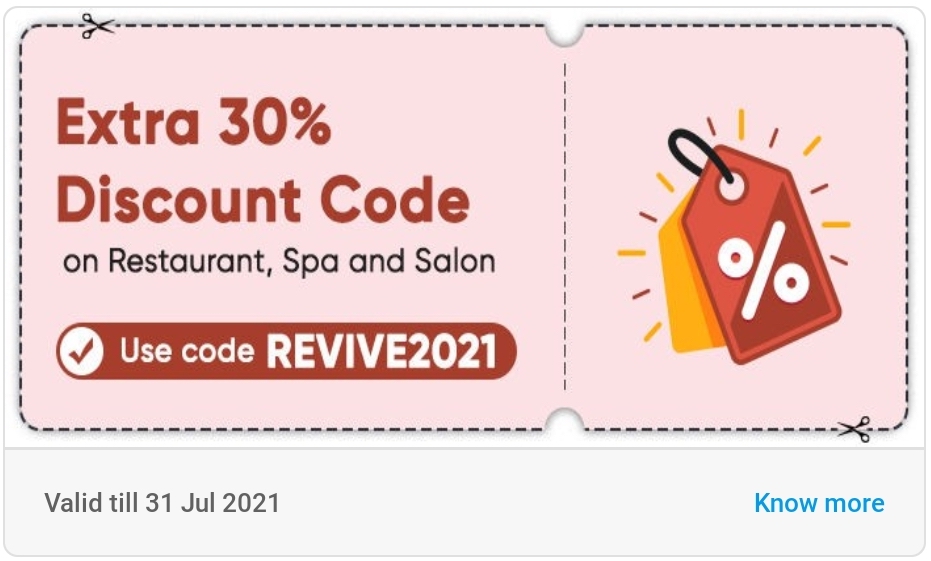 Extra 30%
Discount Code
on Restaurant, Spa and Salon
Use code REVIVE2021
%
Valid till 31 Jul 2021
Know more